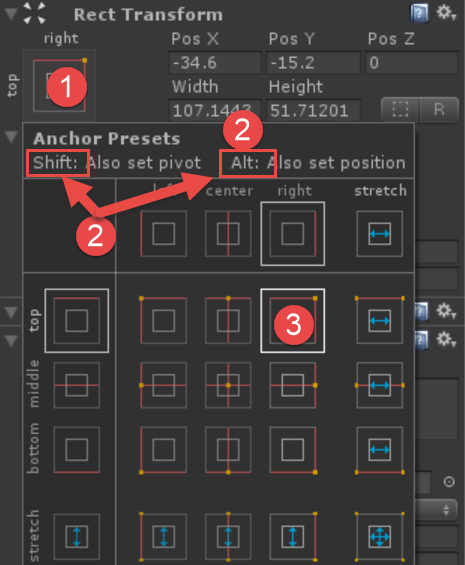 Rect Transform
right
Pos X Pos Y Pos Z
top
1
-34.6 -15.2 0
Width Height
107.1443 51.71201 R
2
Anchor Presets
Shift: Also set pivot Alt: Also set position
left center right stretch
2
top
3
middle
bottom
stretch